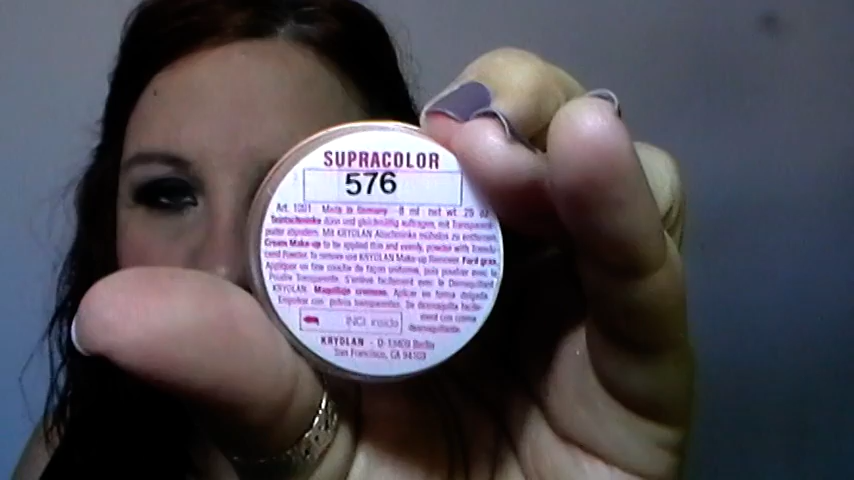 SUPRACOLOR
576
Art. 1001 Made in Germany 8 ml net wt. 25 oz.
Teintschminke dünn und gleichmäßig auftragen, mit Transparent-
puder abpudern. Mit KRYOLAN Abschminke mühelos zu entfernen.
Cream Make-up to be applied thin and evenly, powder with Translu-
cent Powder. To remove use KRYOLAN Make-up Remover. Fard gras.
Appliquer en fine couche de façon uniforme, puis poudrer avec la
Poudre Transparente. S'enlève facilement avec le Démaquillant
KRYOLAN. Maquillaje cremoso. Aplicar en forma delgada.
Empolve con polvos transparentes. Se desmaquilla facil-
mente con crema
INCI inside
desmaquillante.
KRYOLAN - D-13409 Berlin
San Francisco, CA 94103